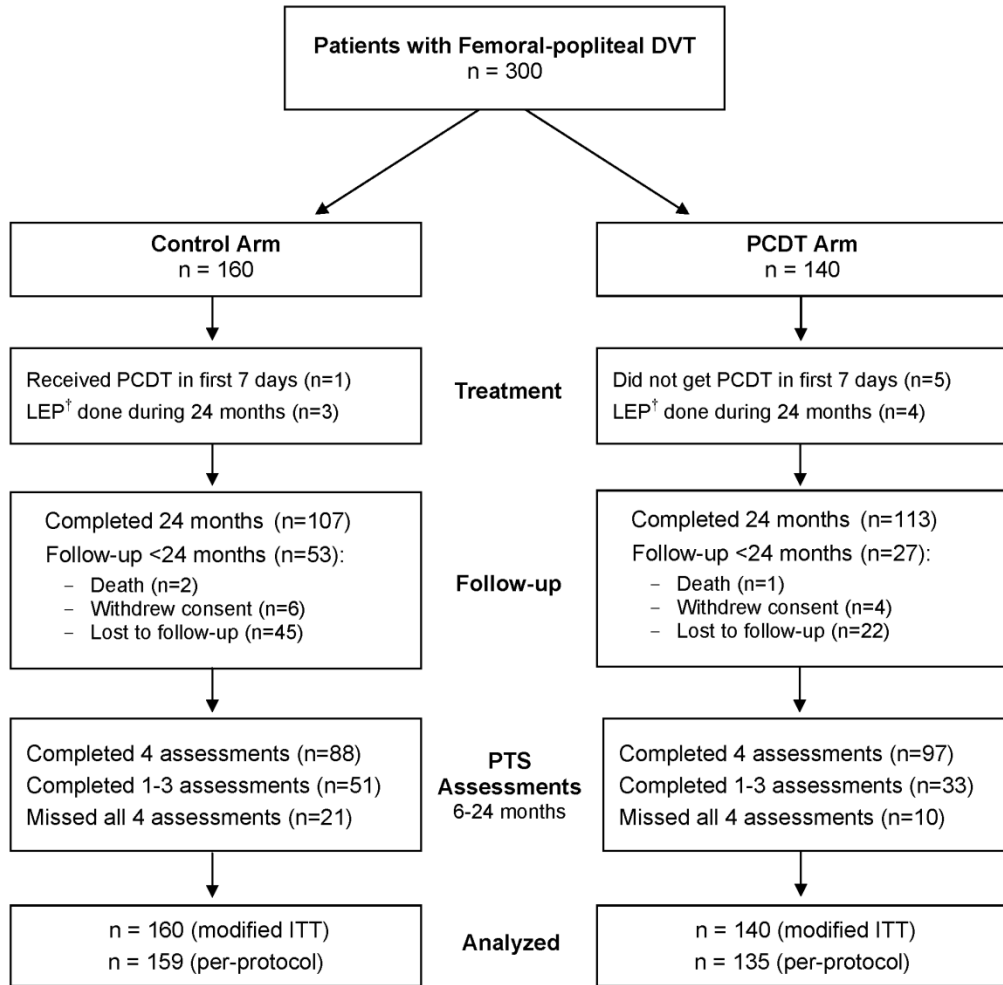 Patients with Femoral-popliteal DVT
n = 300
Control Arm
n = 160
PCDT Arm
n = 140
Received PCDT in first 7 days (n=1)
LEP† done during 24 months (n=3)
Treatment
Did not get PCDT in first 7 days (n=5)
LEP† done during 24 months (n=4)
Completed 24 months (n=107)
Follow-up <24 months (n=53):
– Death (n=2)
– Withdrew consent (n=6)
– Lost to follow-up (n=45)
Follow-up
Completed 24 months (n=113)
Follow-up <24 months (n=27):
– Death (n=1)
– Withdrew consent (n=4)
– Lost to follow-up (n=22)
Completed 4 assessments (n=88)
Completed 1-3 assessments (n=51)
Missed all 4 assessments (n=21)
PTS
Assessments
6-24 months
Completed 4 assessments (n=97)
Completed 1-3 assessments (n=33)
Missed all 4 assessments (n=10)
n = 160 (modified ITT)
n = 159 (per-protocol)
Analyzed
n = 140 (modified ITT)
n = 135 (per-protocol)